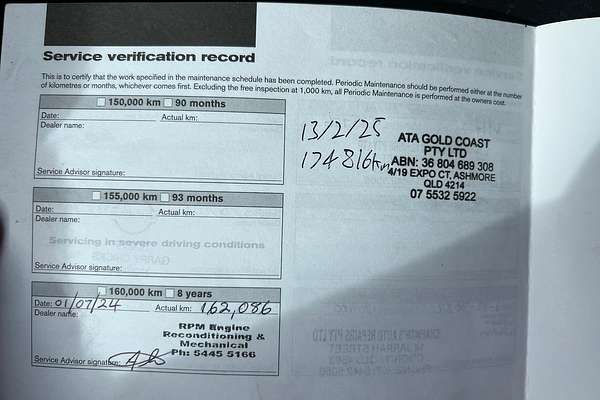 Service verification record
This is to certify that the work specified in the maintenance schedule has been completed. Periodic Maintenance should be performed either at the number
of kilometres or months, whichever comes first. Excluding the free inspection at 1,000 km, all Periodic Maintenance is performed at the owners cost.
150,000 km 90 months
Date: Actual km:
Dealer name:
Service Advisor signature:
155,000 km 93 months
Date: Actual km:
Dealer name:
Servicing in severe driving conditions
Service Advisor signature:
160,000 km 8 years
Date: 01/07/24 Actual km: 162,086
Dealer name:
RPM Engine
Reconditioning &
Mechanical
Ph: 5445 5166
Service Advisor signature:
13/2/25
174816km
ATA GOLD COAST
PTY LTD
ABN: 36 804 689 308
4/19 EXPO CT, ASHMORE
QLD 4214
07 5532 5922